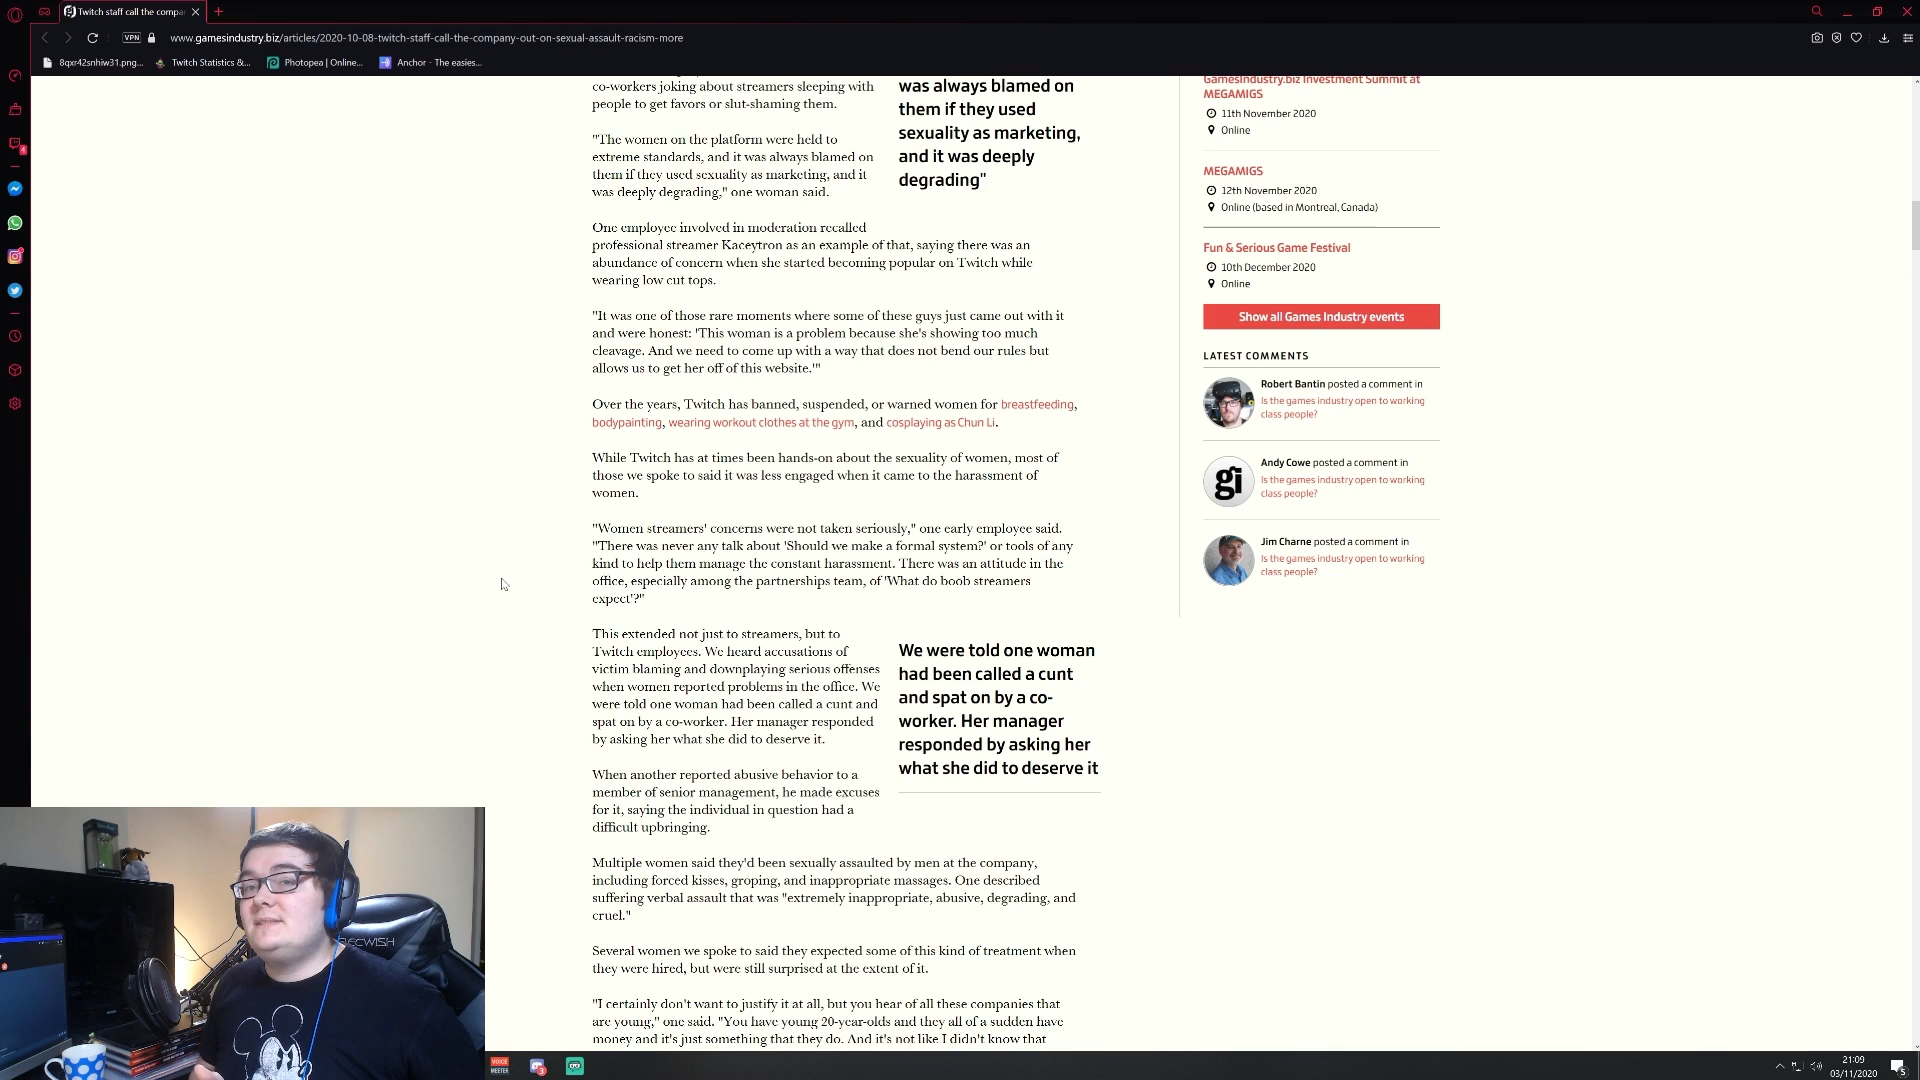 Twitch staff call the compa
VPN
www.gamesindustry.biz/articles/2020-10-08-twitch-staff-call-the-company-out-on-sexual-assault-racism-more
8qxr42snhiw31.png...
Twitch Statistics &...
Photopea | Online...
Anchor - The easies...
co-workers joking about streamers sleeping with
people to get favors or slut-shaming them.
"The women on the platform were held to
extreme standards, and it was always blamed on
them if they used sexuality as marketing, and it
was deeply degrading," one woman said.
was always blamed on
them if they used
sexuality as marketing,
and it was deeply
degrading"
One employee involved in moderation recalled
professional streamer Kaceytron as an example of that, saying there was an
abundance of concern when she started becoming popular on Twitch while
wearing low cut tops.
"It was one of those rare moments where some of these guys just came out with it
and were honest: 'This woman is a problem because she's showing too much
cleavage. And we need to come up with a way that does not bend our rules but
allows us to get her off of this website.'"
Over the years, Twitch has banned, suspended, or warned women for breastfeeding,
bodypainting, wearing workout clothes at the gym, and cosplaying as Chun Li.
While Twitch has at times been hands-on about the sexuality of women, most of
those we spoke to said it was less engaged when it came to the harassment of
women.
"Women streamers' concerns were not taken seriously," one early employee said.
"There was never any talk about 'Should we make a formal system?' or tools of any
kind to help them manage the constant harassment. There was an attitude in the
office, especially among the partnerships team, of 'What do boob streamers
expect'?"
This extended not just to streamers, but to
Twitch employees. We heard accusations of
victim blaming and downplaying serious offenses
when women reported problems in the office. We
were told one woman had been called a cunt and
spat on by a co-worker. Her manager responded
by asking her what she did to deserve it.
We were told one woman
had been called a cunt
and spat on by a co-
worker. Her manager
responded by asking her
what she did to deserve it
When another reported abusive behavior to a
member of senior management, he made excuses
for it, saying the individual in question had a
difficult upbringing.
Multiple women said they'd been sexually assaulted by men at the company,
including forced kisses, groping, and inappropriate massages. One described
suffering verbal assault that was "extremely inappropriate, abusive, degrading, and
cruel."
Several women we spoke to said they expected some of this kind of treatment when
they were hired, but were still surprised at the extent of it.
"I certainly don't want to justify it at all, but you hear of all these companies that
are young," one said. "You have young 20-year-olds and they all of a sudden have
money and it's just something that they do. And it's not like I didn't know that
GamesIndustry.biz Investment Summit at
MEGAMIGS
11th November 2020
Online
MEGAMIGS
12th November 2020
Online (based in Montreal, Canada)
Fun & Serious Game Festival
10th December 2020
Online
Show all Games Industry events
LATEST COMMENTS
Robert Bantin posted a comment in
Is the games industry open to working
class people?
gi
Andy Cowe posted a comment in
Is the games industry open to working
class people?
Jim Charne posted a comment in
Is the games industry open to working
class people?
VOICE
MEETER
21:09
03/11/2020